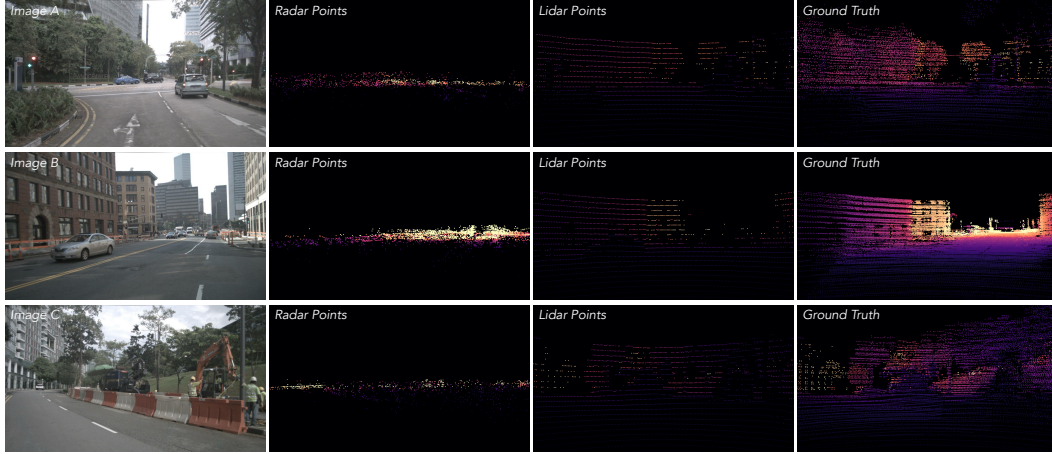 Image A
Radar Points
Lidar Points
Ground Truth
Image B
Radar Points
Lidar Points
Ground Truth
Image C
Radar Points
Lidar Points
Ground Truth